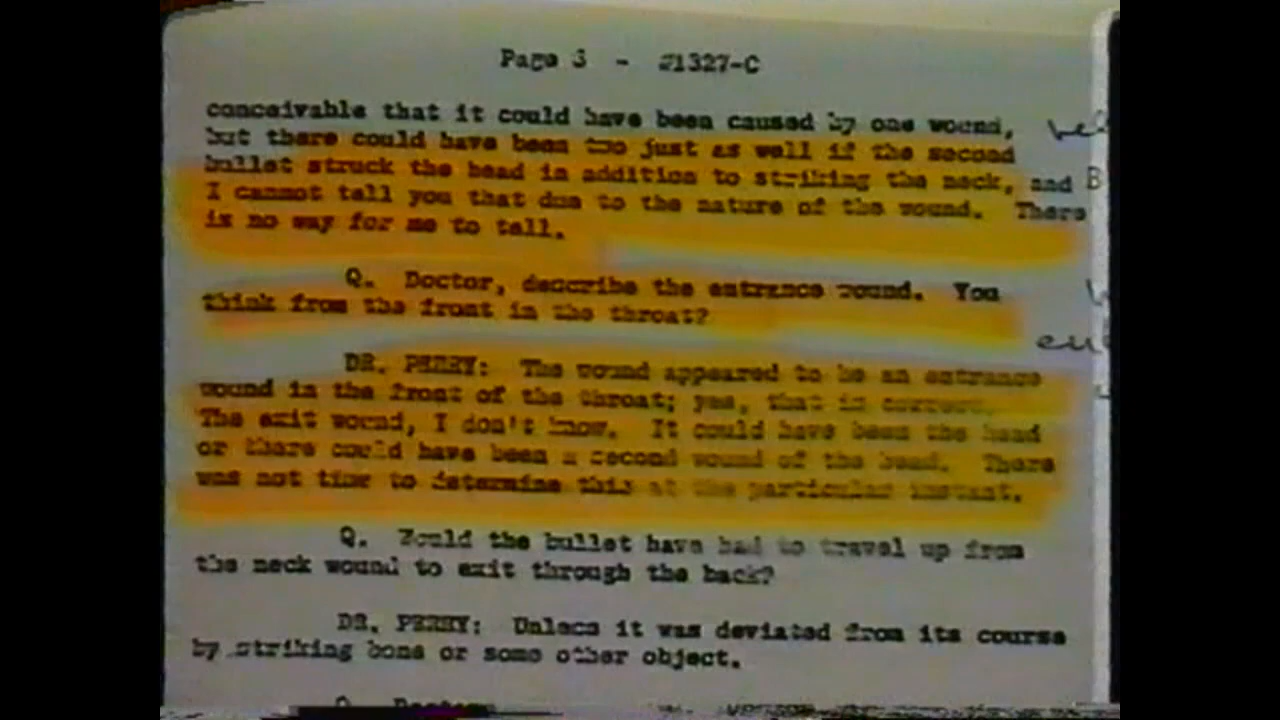 Page 3 - #1327-C
conceivable that it could have been caused by one wound,
but there could have been two just as well if the second
bullet struck the head in addition to striking the neck, and
I cannot tell you that due to the nature of the wound. There
is no way for me to tell.
Q. Doctor, describe the entrance wound. You
think from the front in the throat?
DR. PERRY: The wound appeared to be an entrance
wound in the front of the throat; yes, that is correct.
The exit wound, I don't know. It could have been the head
or there could have been a second wound of the head. There
was not time to determine this at the particular instant.
Q. Would the bullet have had to travel up from
the neck wound to exit through the back?
DR. PERRY: Unless it was deviated from its course
by striking bone or some other object.
Q. Doctor
B